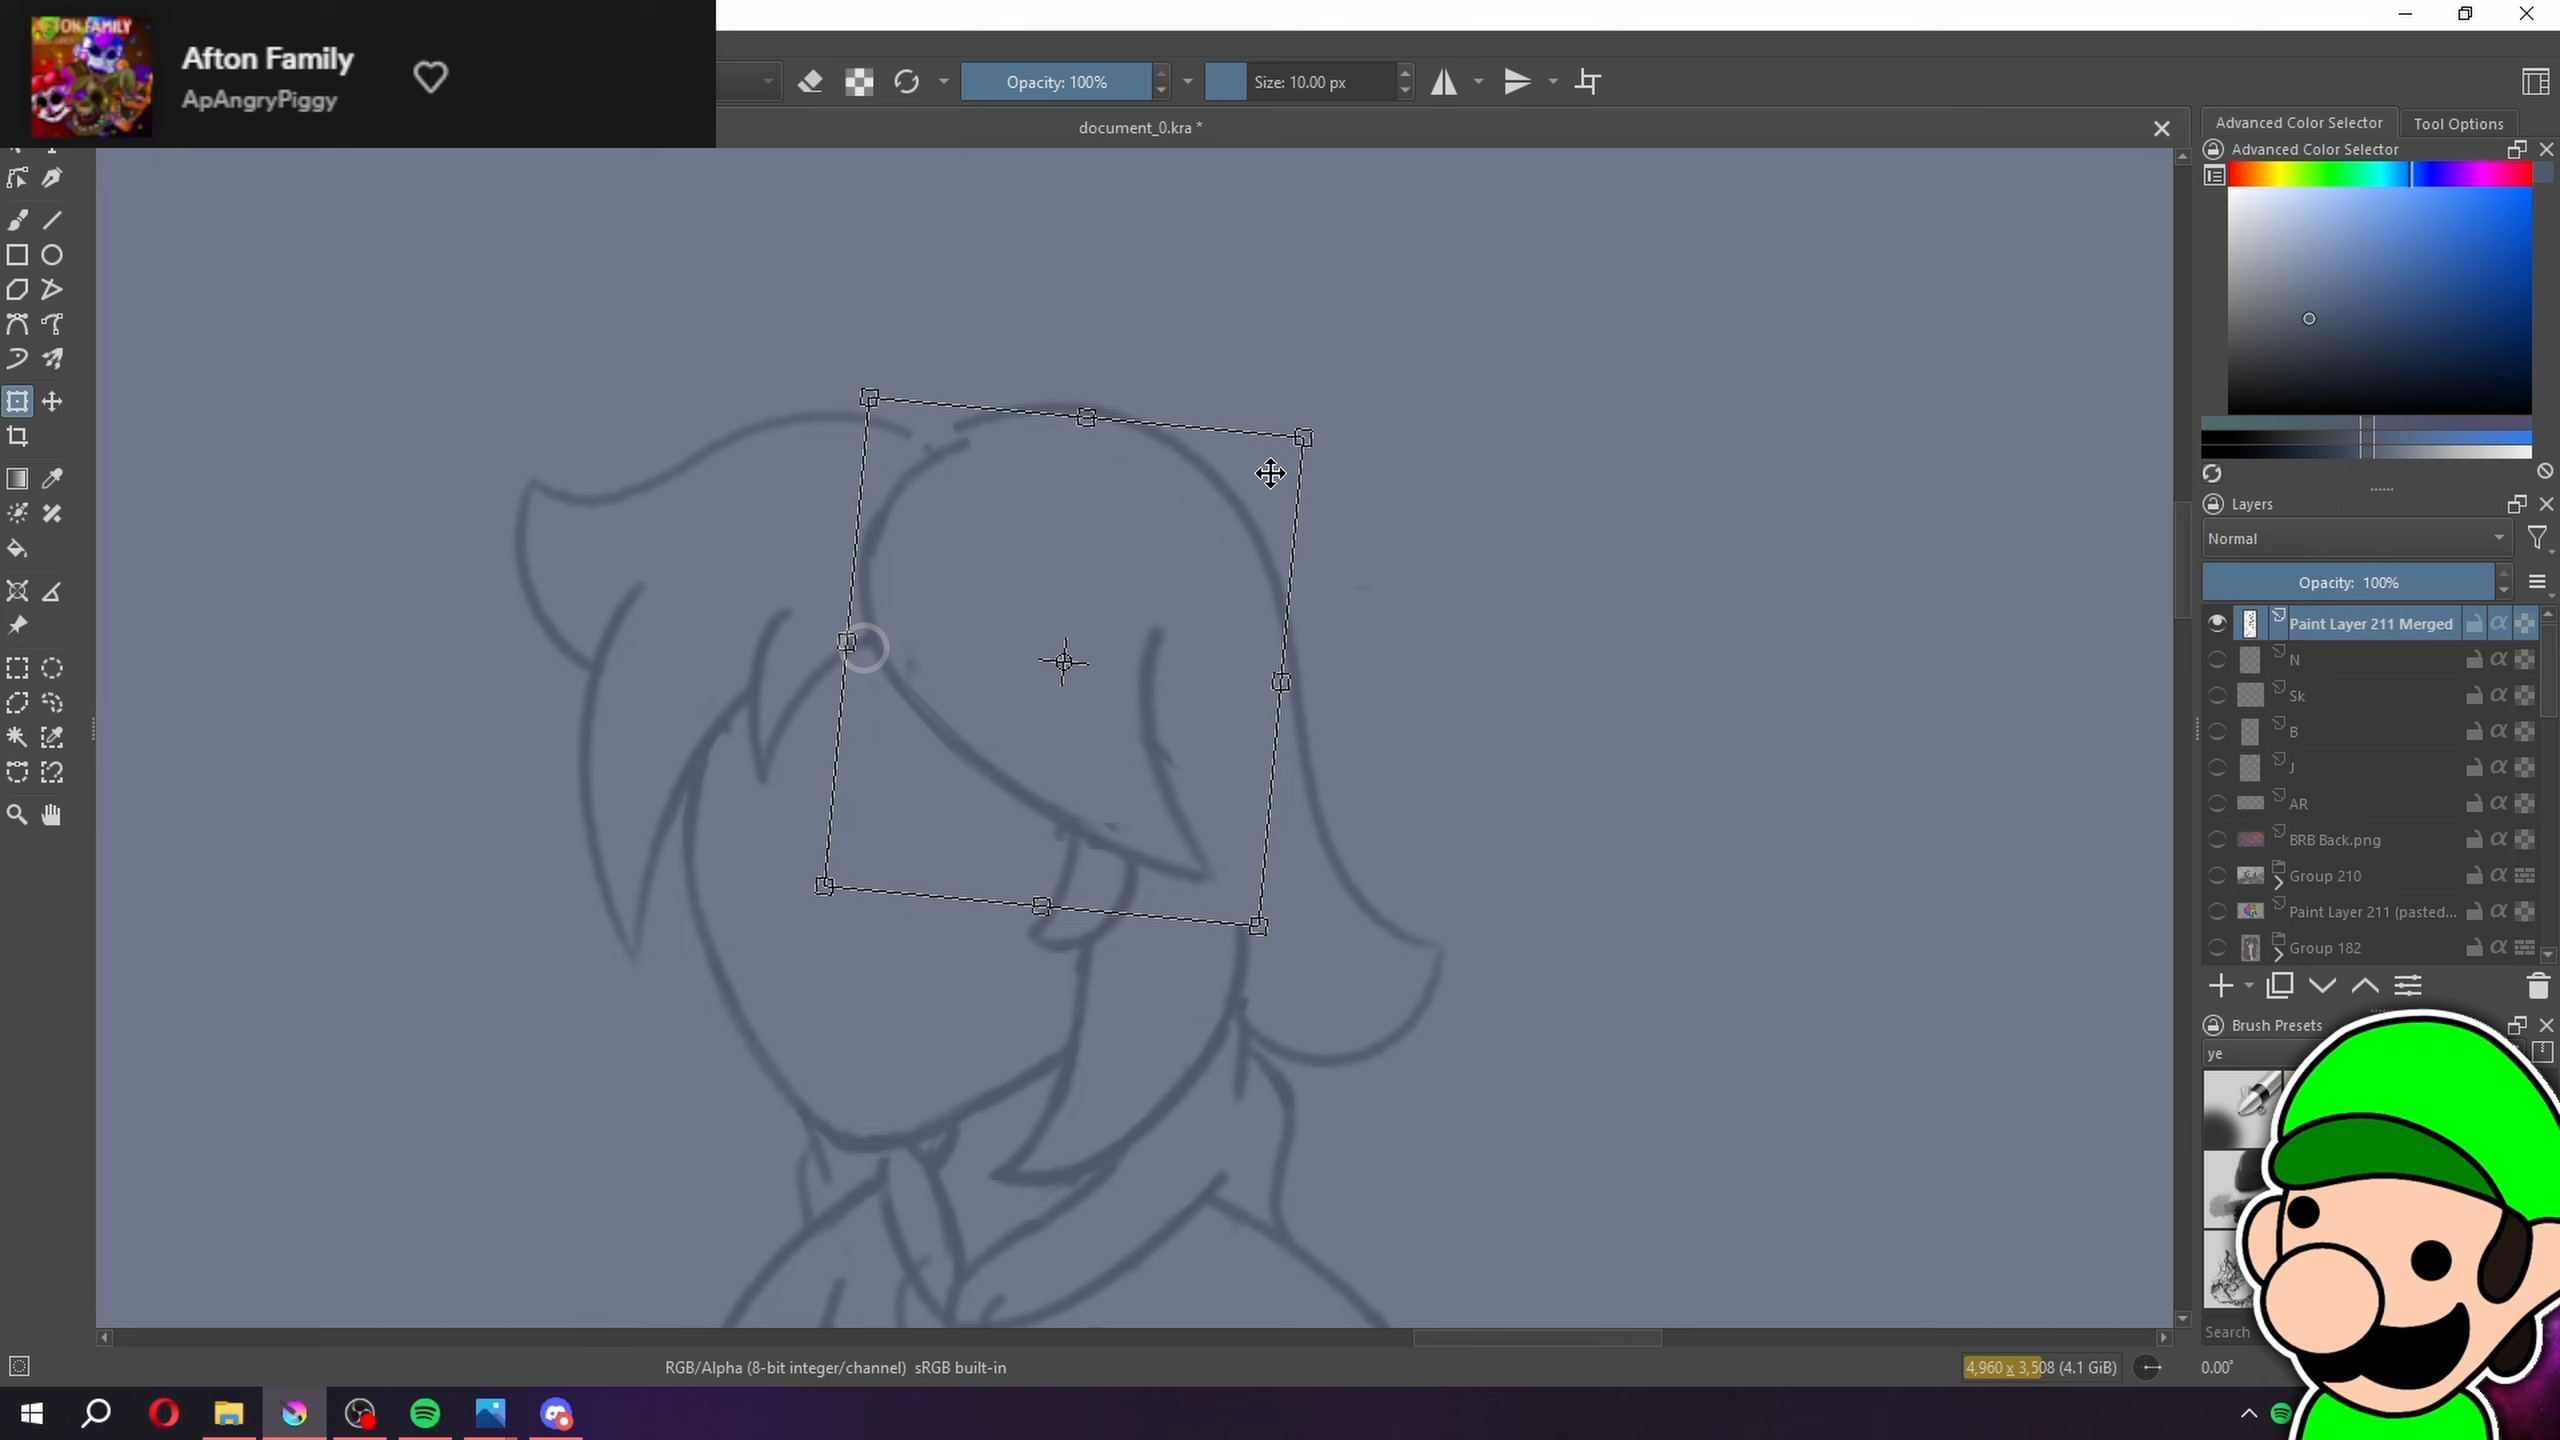 AFTON FAMILY
Afton Family
ApAngryPiggy
Opacity: 100%
Size: 10.00 px
document_0.kra *
Advanced Color Selector
Tool Options
Advanced Color Selector
Layers
Normal
Opacity: 100%
Paint Layer 211 Merged
N
Sk
B
J
AR
BRB Back.png
Group 210
Paint Layer 211 (pasted...
Group 182
Brush Presets
ye
Search
RGB/Alpha (8-bit integer/channel) sRGB built-in
4,960 x 3,508 (4.1 GiB)
0.00°